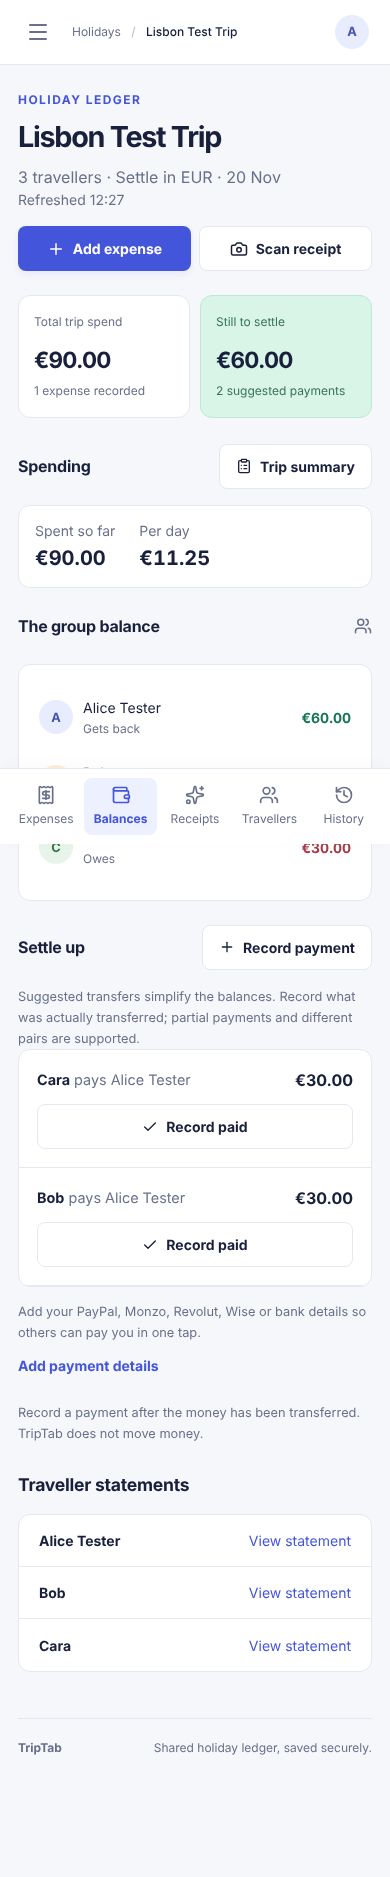 Holidays / Lisbon Test Trip
A
HOLIDAY LEDGER
Lisbon Test Trip
3 travellers · Settle in EUR · 20 Nov
Refreshed 12:27
Add expense
Scan receipt
Total trip spend
€90.00
1 expense recorded
Still to settle
€60.00
2 suggested payments
Spending
Trip summary
Spent so far
€90.00
Per day
€11.25
The group balance
A
Alice Tester
Gets back
€60.00
Expenses
Balances
Receipts
Travellers
History
C
Owes
€30.00
Settle up
Record payment
Suggested transfers simplify the balances. Record what
was actually transferred; partial payments and different
pairs are supported.
Cara pays Alice Tester
€30.00
Record paid
Bob pays Alice Tester
€30.00
Record paid
Add your PayPal, Monzo, Revolut, Wise or bank details so
others can pay you in one tap.
Add payment details
Record a payment after the money has been transferred.
TripTab does not move money.
Traveller statements
Alice Tester
View statement
Bob
View statement
Cara
View statement
TripTab
Shared holiday ledger, saved securely.